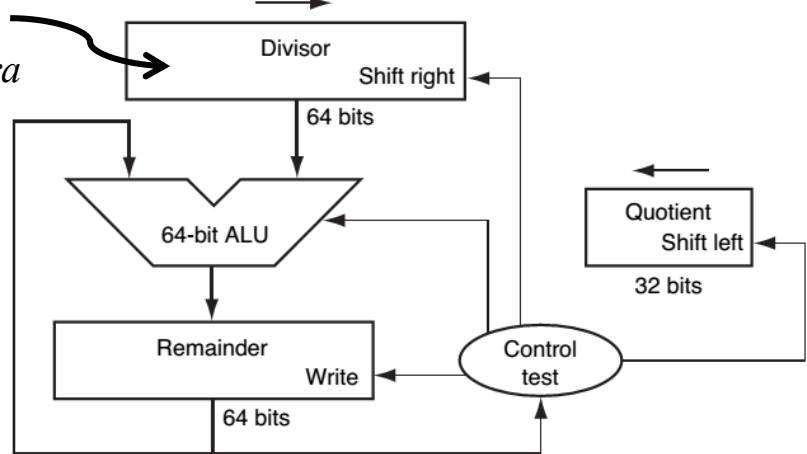 Divisor
Shift right
64 bits
64-bit ALU
Quotient
Shift left
32 bits
Remainder
Write
Control
test
64 bits